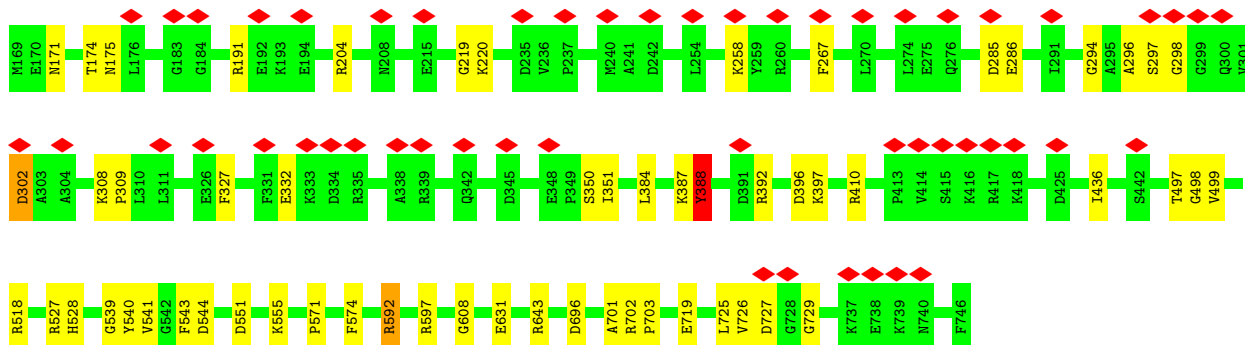 M169 E170 N171 T174 N175 L176 G183 G184 R191 E192 K193 E194 R204 N208 E215 G219 K220 D235 V236 P237 M240 A241 D242 L254 K258 Y259 R260 F267 L270 L274 E275 Q276 D285 E286 I291 G294 A295 A296 S297 G298 G299 Q300 V301
D302 A303 A304 K308 P309 L310 L311 E326 F327 F331 E332 K333 D334 R335 A338 R339 Q342 D345 E348 P349 S350 I351 L384 K387 Y388 D391 R392 D396 K397 R410 P413 V414 S415 K416 R417 K418 D425 I436 S442 T497 G498 V499
R518 R527 H528 G539 Y540 V541 G542 F543 D544 D551 K555 P571 F574 R592 R597 G608 E631 R643 D696 A701 R702 P703 E719 L725 V726 D727 G728 G729 K737 E738 K739 N740 F746